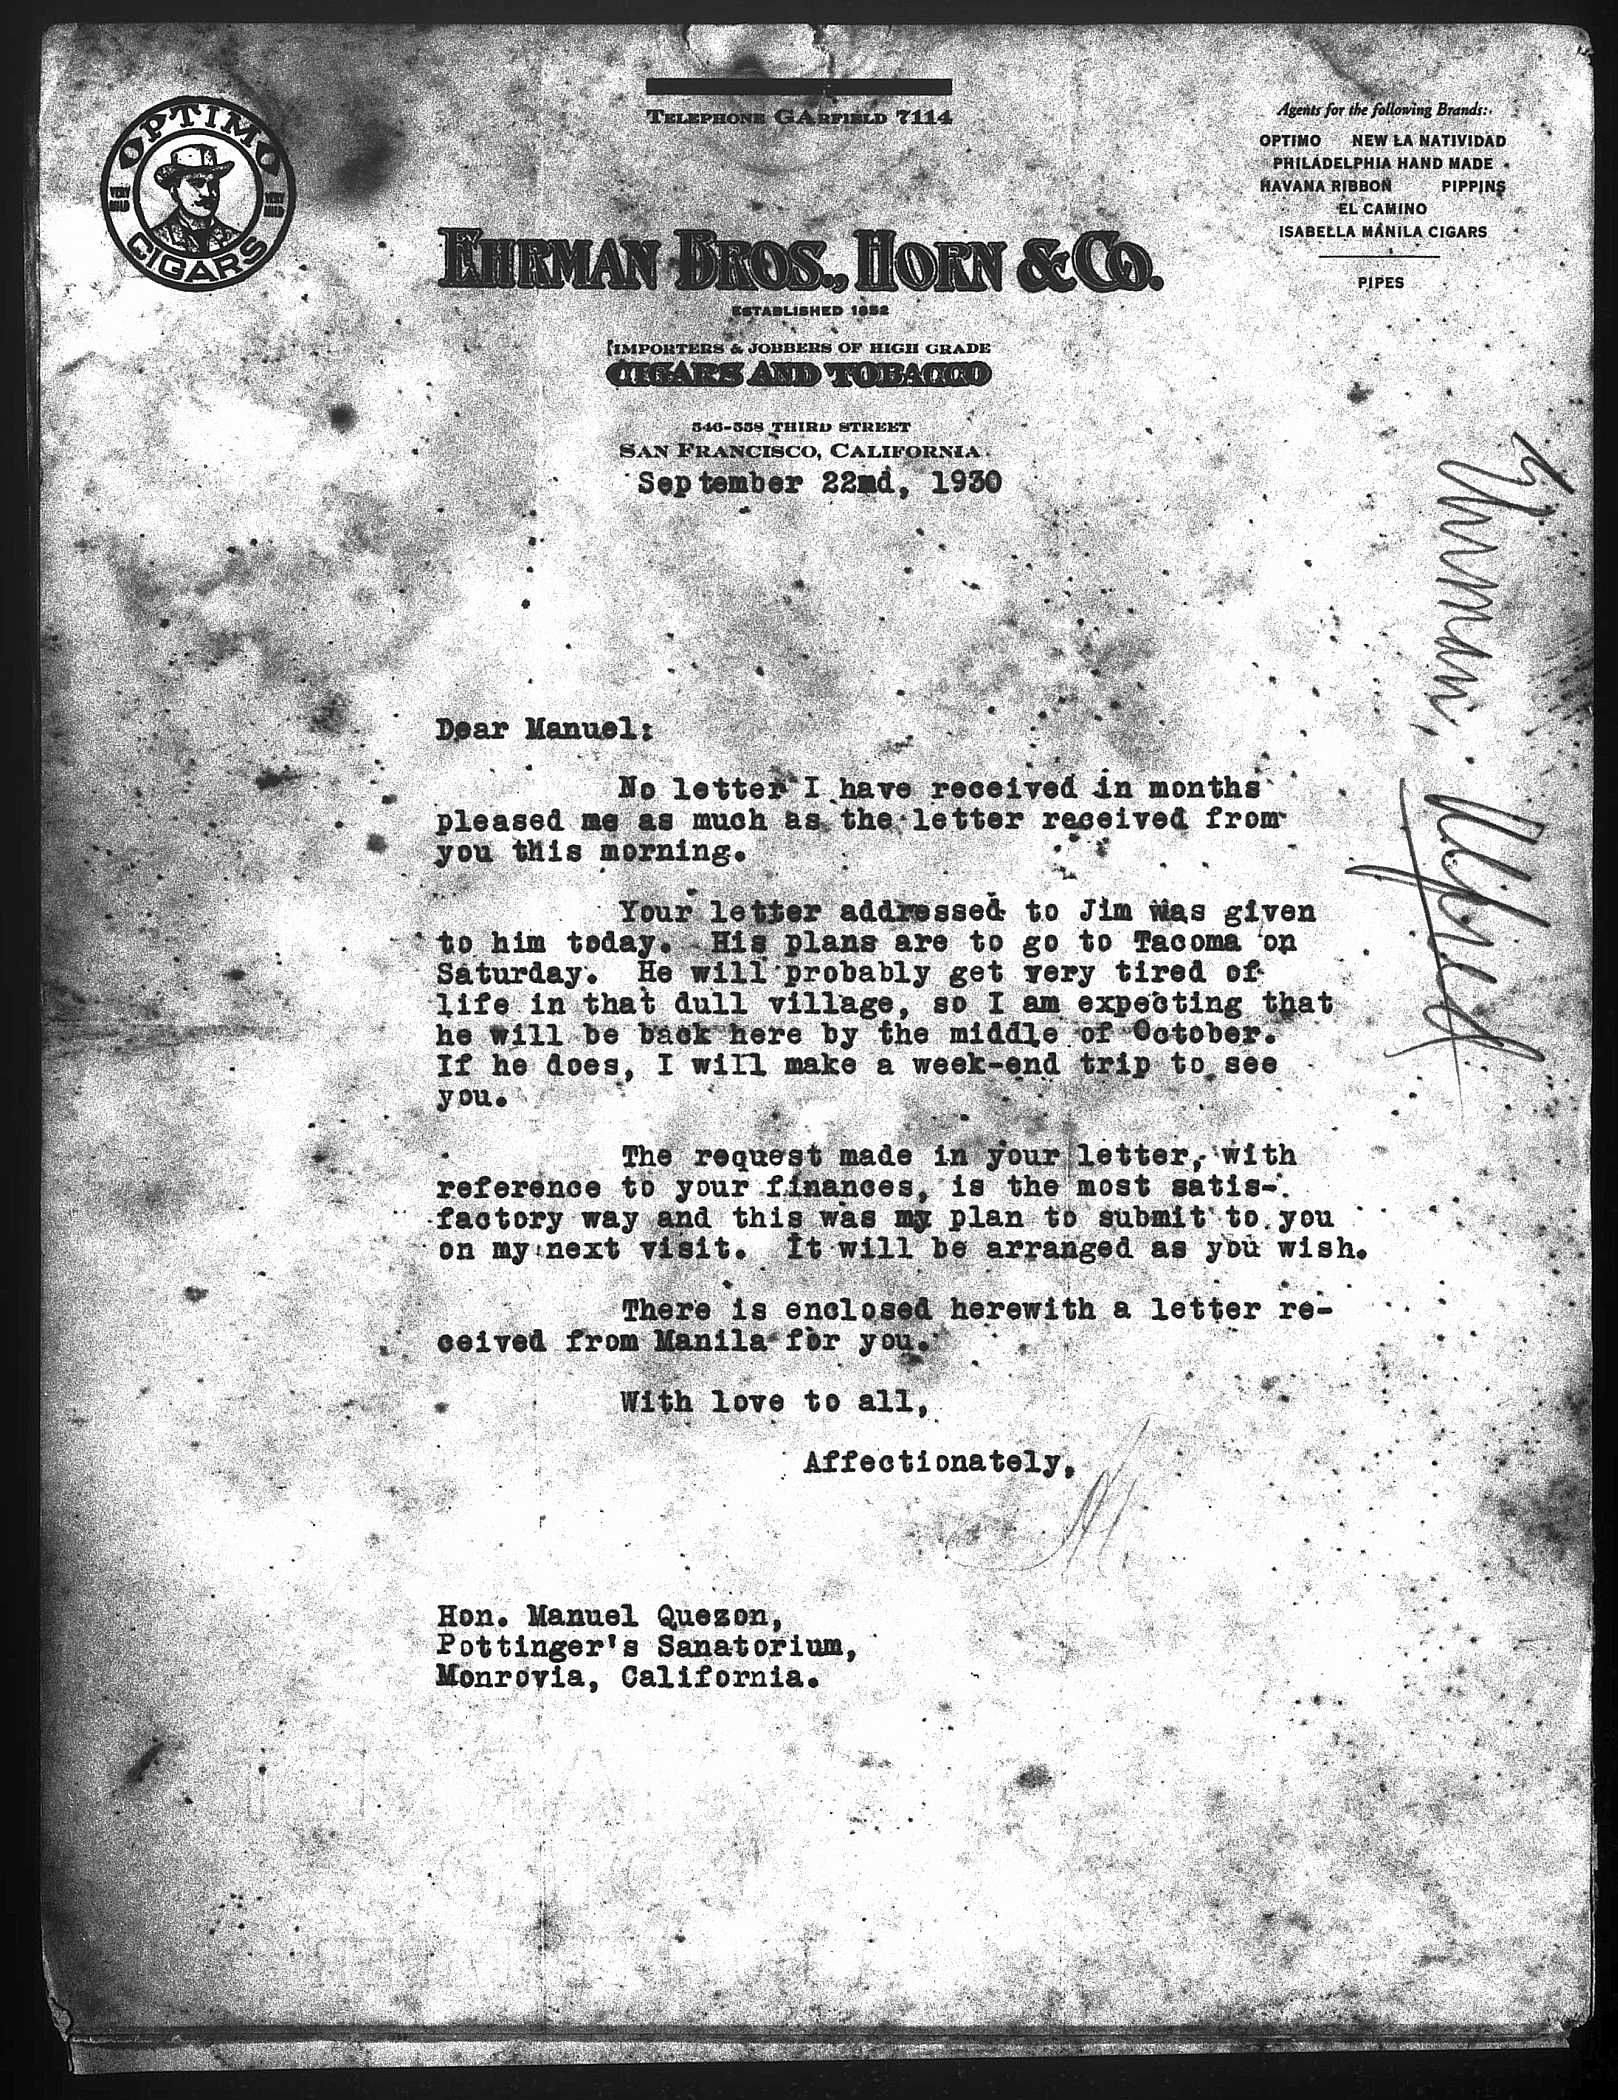 OPTIMO
VERY MILD
VERY MILD
CIGARS
TELEPHONE GARFIELD 7114
Agents for the following Brands:
OPTIMO NEW LA NATIVIDAD
PHILADELPHIA HAND MADE
HAVANA RIBBON PIPPINS
EL CAMINO
ISABELLA MANILA CIGARS
PIPES
EHRMAN BROS., HORN & CO.
ESTABLISHED 1852
IMPORTERS & JOBBERS OF HIGH GRADE
CIGARS AND TOBACCO
546-558 THIRD STREET
SAN FRANCISCO, CALIFORNIA
September 22nd, 1930
Ehrman, Alfred
Dear Manuel:
No letter I have received in months
pleased me as much as the letter received from
you this morning.
Your letter addressed to Jim was given
to him today. His plans are to go to Tacoma on
Saturday. He will probably get very tired of
life in that dull village, so I am expecting that
he will be back here by the middle of October.
If he does, I will make a week-end trip to see
you.
The request made in your letter, with
reference to your finances, is the most satis-
factory way and this was my plan to submit to you
on my next visit. It will be arranged as you wish.
There is enclosed herewith a letter re-
ceived from Manila for you.
With love to all,
Affectionately,
Hon. Manuel Quezon,
Pottinger's Sanatorium,
Monrovia, California.